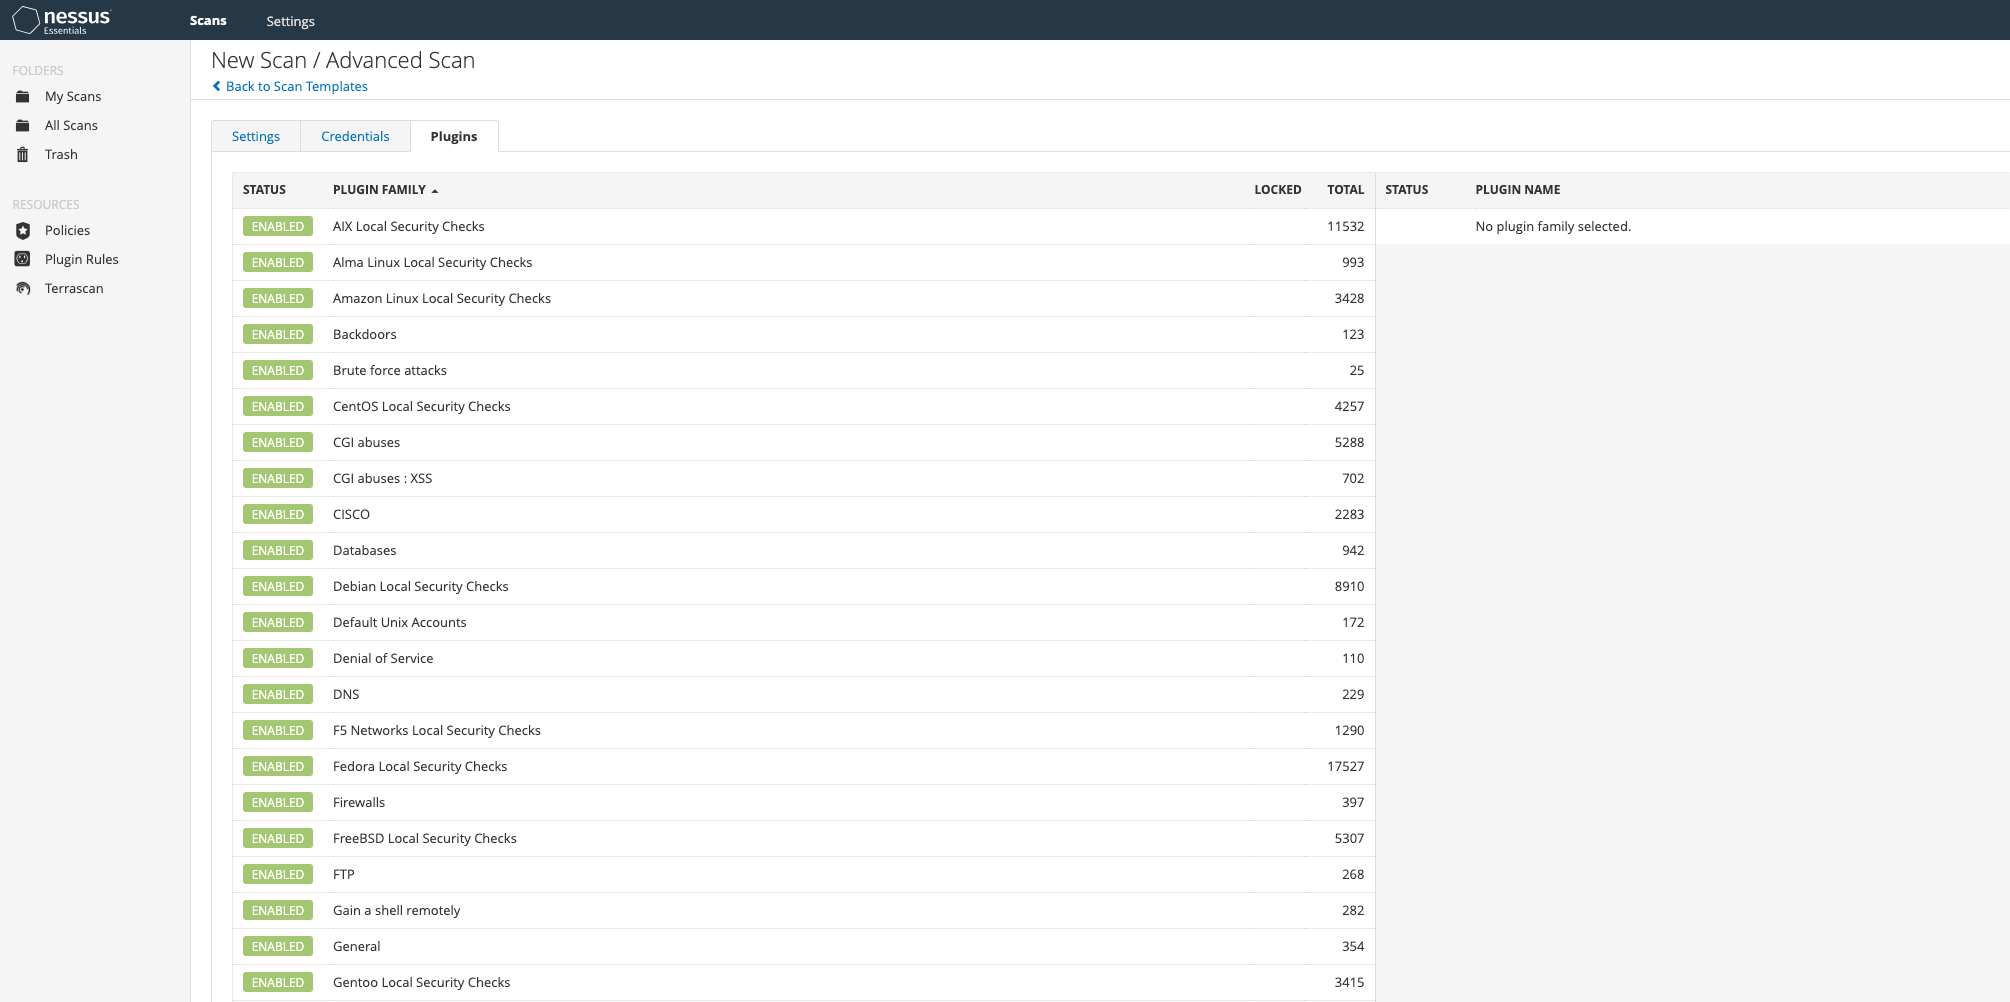 nessus
Essentials
Scans
Settings
FOLDERS
My Scans
All Scans
Trash
RESOURCES
Policies
Plugin Rules
Terrascan
New Scan / Advanced Scan
Back to Scan Templates
Settings Credentials Plugins
STATUS PLUGIN FAMILY LOCKED TOTAL
ENABLED AIX Local Security Checks 11532
ENABLED Alma Linux Local Security Checks 993
ENABLED Amazon Linux Local Security Checks 3428
ENABLED Backdoors 123
ENABLED Brute force attacks 25
ENABLED CentOS Local Security Checks 4257
ENABLED CGI abuses 5288
ENABLED CGI abuses : XSS 702
ENABLED CISCO 2283
ENABLED Databases 942
ENABLED Debian Local Security Checks 8910
ENABLED Default Unix Accounts 172
ENABLED Denial of Service 110
ENABLED DNS 229
ENABLED F5 Networks Local Security Checks 1290
ENABLED Fedora Local Security Checks 17527
ENABLED Firewalls 397
ENABLED FreeBSD Local Security Checks 5307
ENABLED FTP 268
ENABLED Gain a shell remotely 282
ENABLED General 354
ENABLED Gentoo Local Security Checks 3415
STATUS PLUGIN NAME
No plugin family selected.